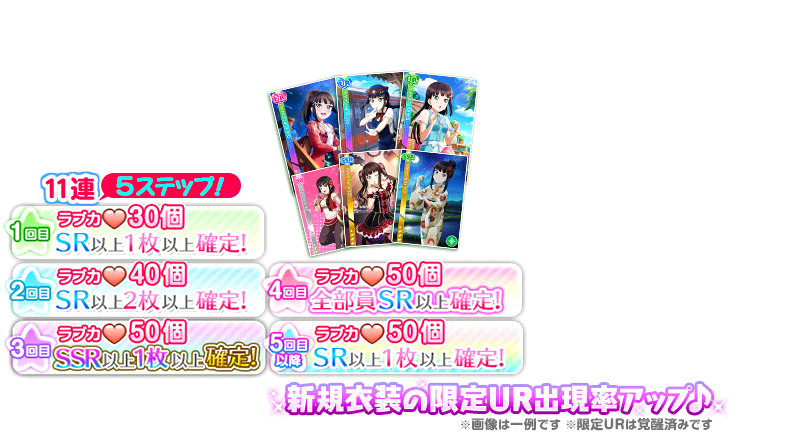 11連 5ステップ!
1回目
ラブカ♥30個
SR以上1枚以上確定!
2回目
ラブカ♥40個
SR以上2枚以上確定!
3回目
ラブカ♥50個
SSR以上1枚以上確定!
4回目
ラブカ♥50個
全部員SR以上確定!
5回目以降
ラブカ♥50個
SR以上1枚以上確定!
新規衣装の限定UR出現率アップ♪
※画像は一例です ※限定URは覚醒済みです